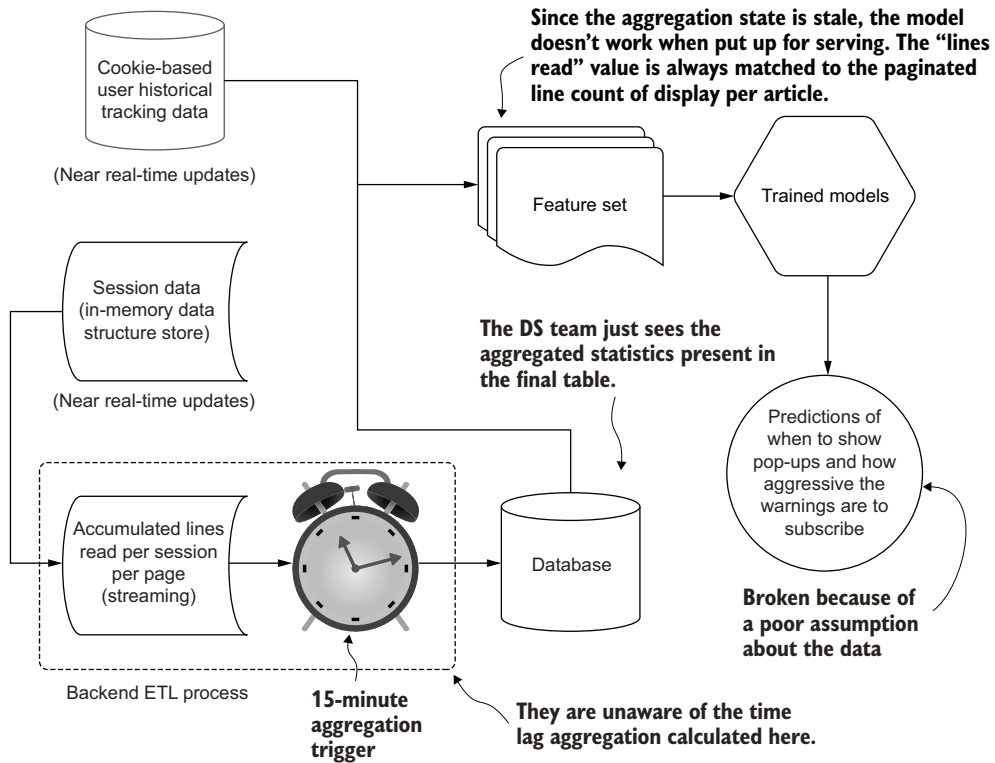 Since the aggregation state is stale, the model
doesn't work when put up for serving. The “lines
read” value is always matched to the paginated
line count of display per article.
Cookie-based
user historical
tracking data
(Near real-time updates)
Feature set
Trained models
Session data
(in-memory data
structure store)
(Near real-time updates)
The DS team just sees the
aggregated statistics present in
the final table.
Predictions of
when to show
pop-ups and how
aggressive the
warnings are to
subscribe
Accumulated lines
read per session
per page
(streaming)
Database
Broken because of
a poor assumption
about the data
Backend ETL process
15-minute
aggregation
trigger
They are unaware of the time
lag aggregation calculated here.